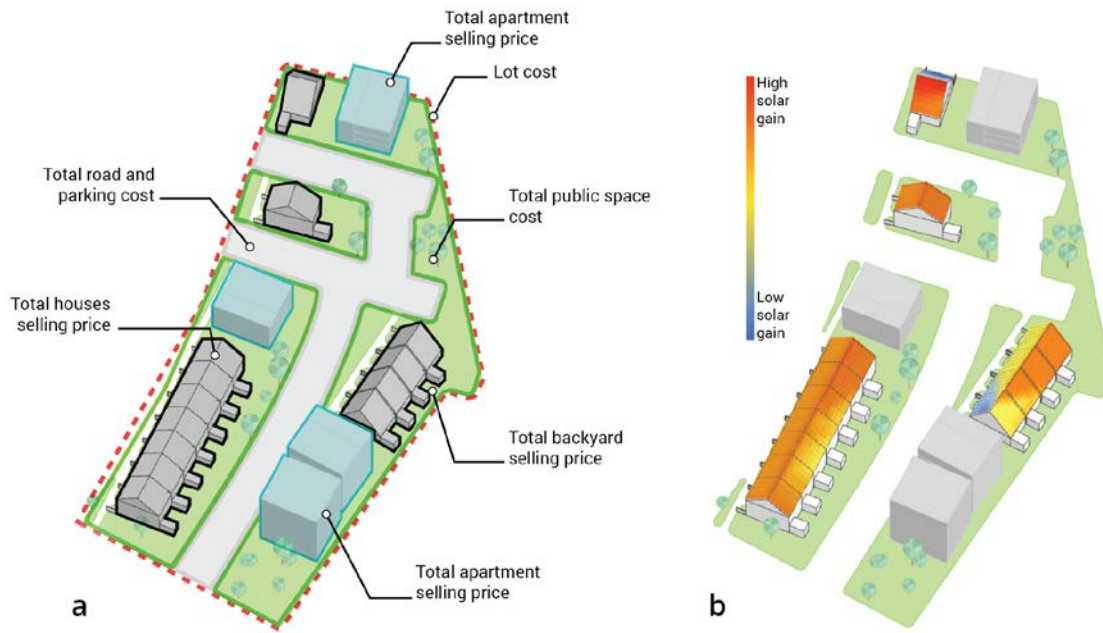 Total apartment
selling price
Lot cost
Total road and
parking cost
Total public space
cost
Total houses
selling price
Total backyard
selling price
Total apartment
selling price
a
High
solar
gain
Low
solar
gain
b